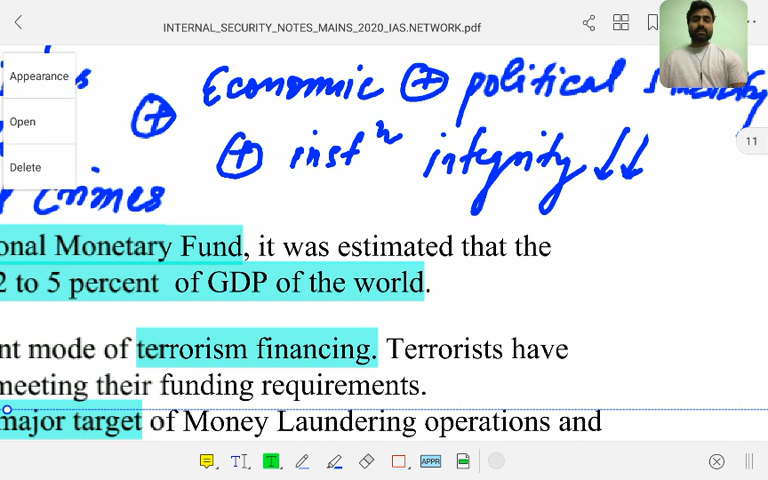 INTERNAL_SECURITY_NOTES_MAINS_2020_IAS.NETWORK.pdf
Appearance
Open
Delete
Economic ⊕ political
⊕ ⊕ instn integrity ↓↓
Crimes
11
onal Monetary Fund, it was estimated that the
2 to 5 percent of GDP of the world.
nt mode of terrorism financing. Terrorists have
meeting their funding requirements.
major target of Money Laundering operations and
APPR